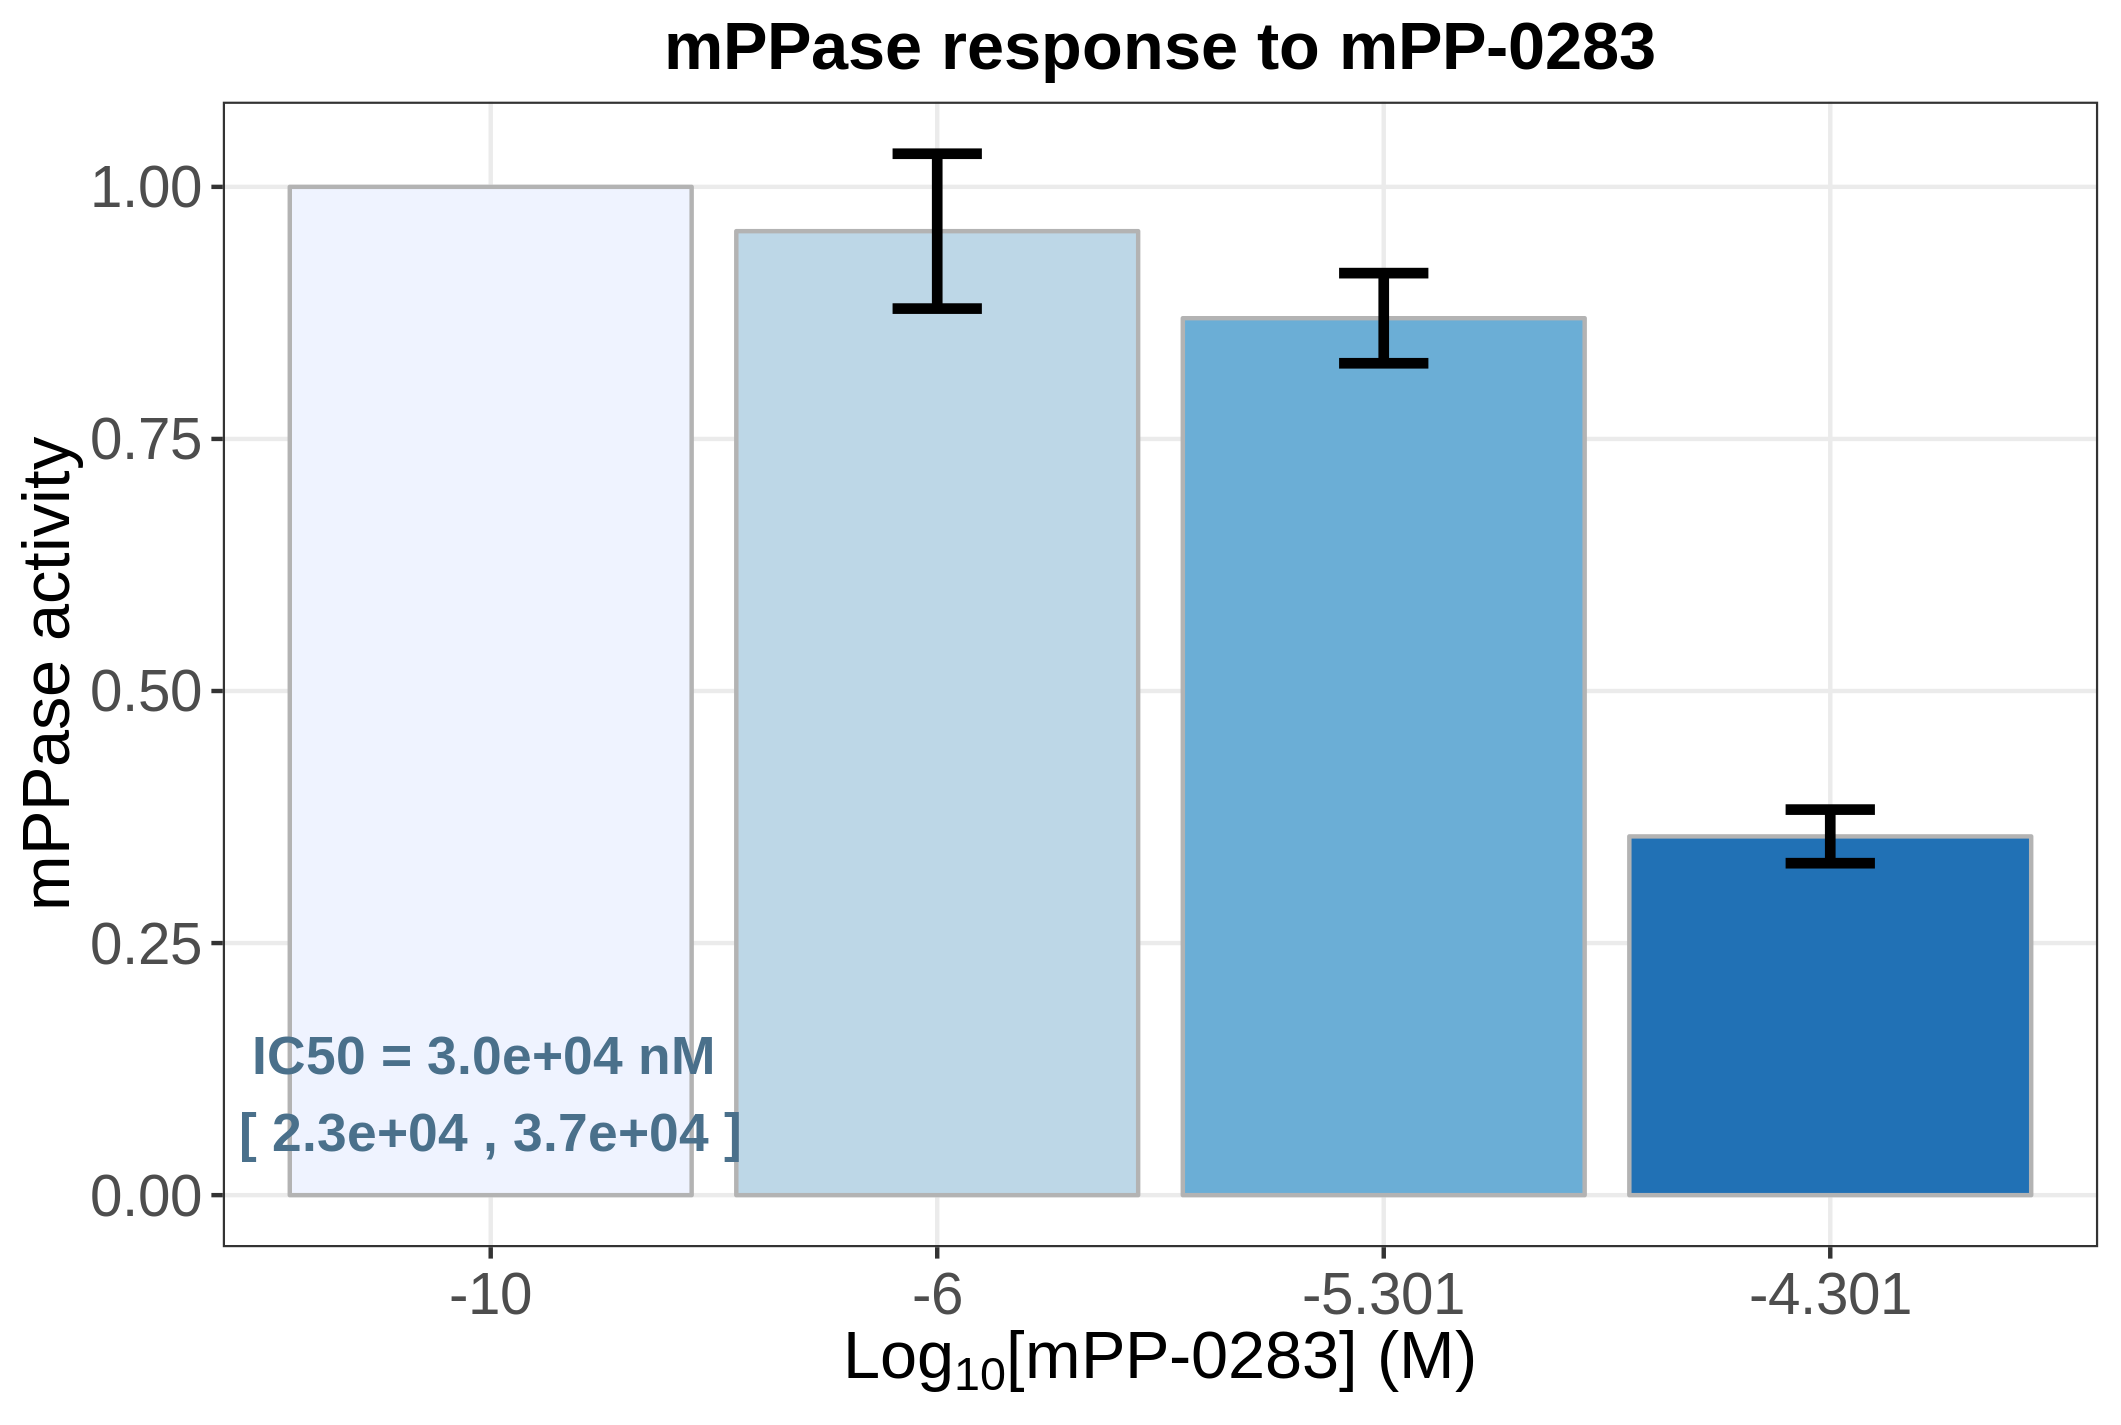 mPPase response to mPP-0283
mPPase activity
1.00
0.75
0.50
0.25
0.00
IC50 = 3.0e+04 nM
[ 2.3e+04 , 3.7e+04 ]
-10
-6
-5.301
-4.301
Log₁₀[mPP-0283] (M)